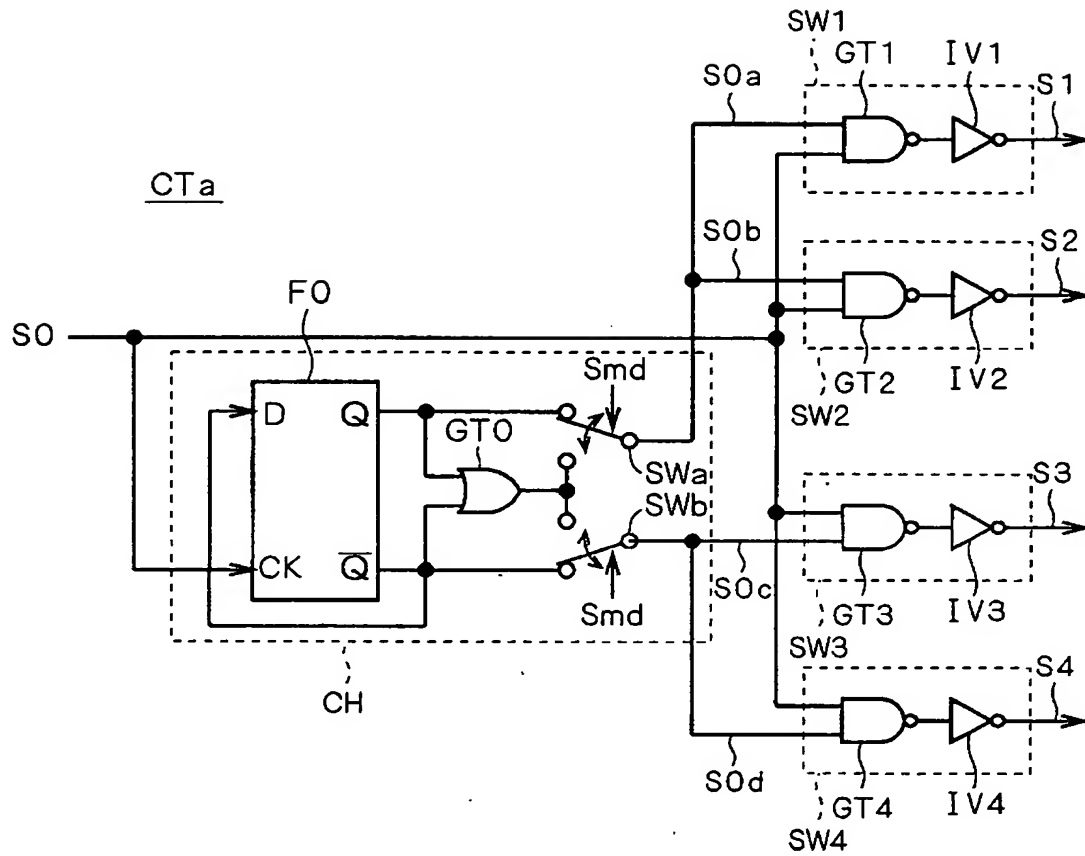 SW1
GT1
IV1
S1
S0a
CTa
S0b
S2
F0
S0
Smd
GT2
IV2
SW2
D
Q
GT0
SWa
S3
SWb
CK
Q̅
S0c
Smd
GT3
IV3
SW3
S4
CH
S0d
GT4
IV4
SW4